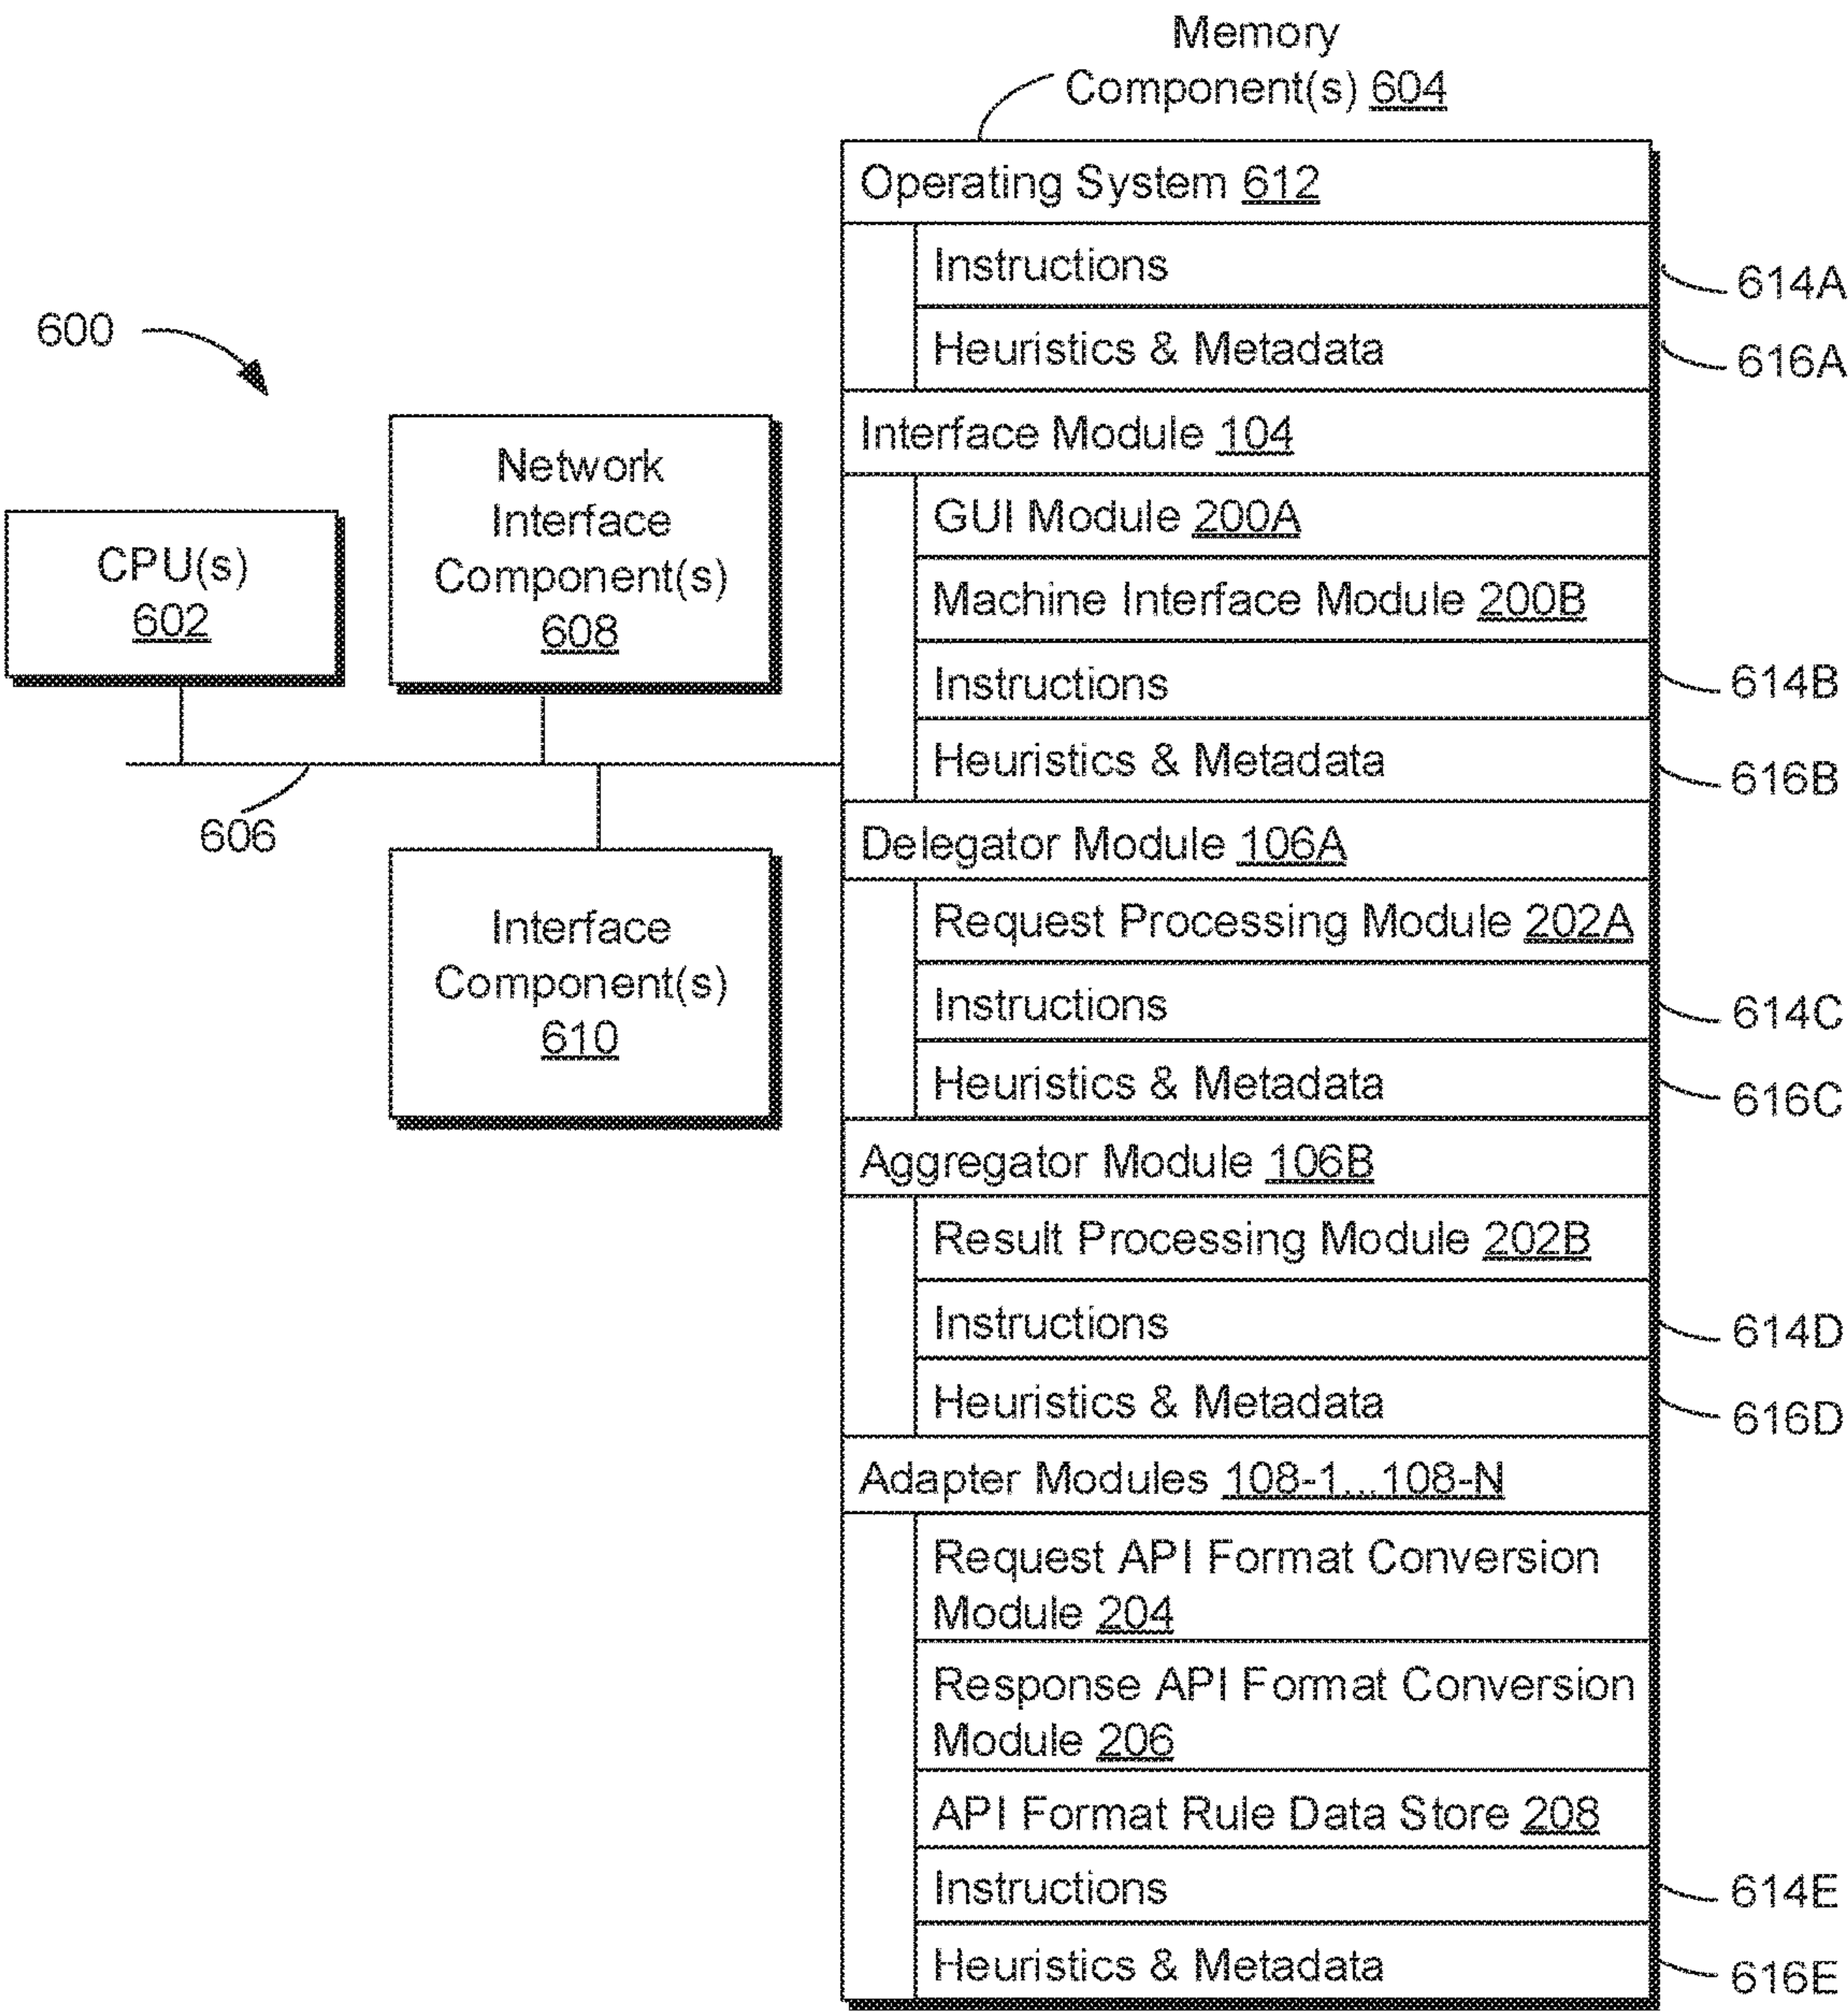 Memory
Component(s) 604
Operating System 612
Instructions
614A
Heuristics & Metadata
616A
600
Interface Module 104
GUI Module 200A
Machine Interface Module 200B
Instructions
614B
Heuristics & Metadata
616B
Network
Interface
Component(s)
608
CPU(s)
602
606
Interface
Component(s)
610
Delegator Module 106A
Request Processing Module 202A
Instructions
614C
Heuristics & Metadata
616C
Aggregator Module 106B
Result Processing Module 202B
Instructions
614D
Heuristics & Metadata
616D
Adapter Modules 108-1...108-N
Request API Format Conversion
Module 204
Response API Format Conversion
Module 206
API Format Rule Data Store 208
Instructions
614E
Heuristics & Metadata
616E